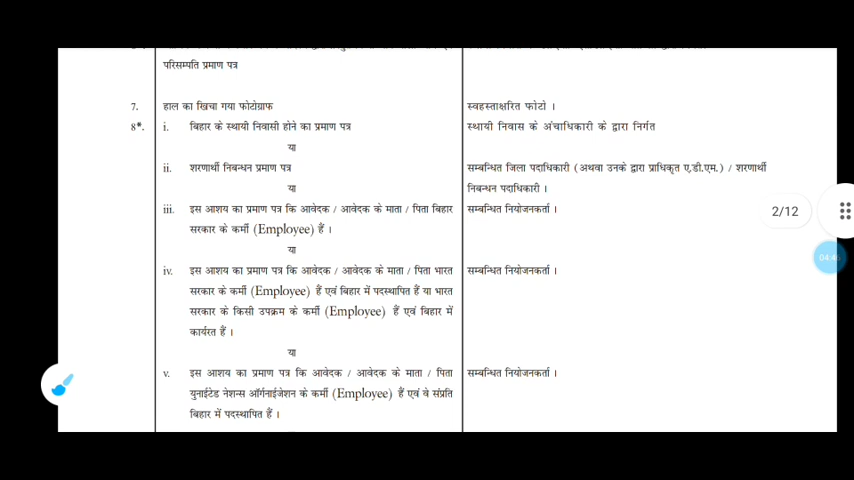 परिसम्पति प्रमाण पत्र
7. हाल का खिचा गया फोटोग्राफ स्वहस्ताक्षरित फोटो ।
8*. i. बिहार के स्थायी निवासी होने का प्रमाण पत्र स्थायी निवास के अंचाधिकारी के द्वारा निर्गत
या
ii. शरणार्थी निबन्धन प्रमाण पत्र सम्बन्धित जिला पदाधिकारी (अथवा उनके द्वारा प्राधिकृत ए.डी.एम.) / शरणार्थी
या निबन्धन पदाधिकारी ।
iii. इस आशय का प्रमाण पत्र कि आवेदक / आवेदक के माता / पिता बिहार सम्बन्धित नियोजनकर्ता ।
सरकार के कर्मी (Employee) हैं ।
या
iv. इस आशय का प्रमाण पत्र कि आवेदक / आवेदक के माता / पिता भारत सम्बन्धित नियोजनकर्ता ।
सरकार के कर्मी (Employee) हैं एवं बिहार में पदस्थापित हैं या भारत
सरकार के किसी उपक्रम के कर्मी (Employee) हैं एवं बिहार में
कार्यरत हैं ।
या
v. इस आशय का प्रमाण पत्र कि आवेदक / आवेदक के माता / पिता सम्बन्धित नियोजनकर्ता ।
युनाईटेड नेशन्स ऑर्गनाईजेशन के कर्मी (Employee) हैं एवं वे संप्रति
बिहार में पदस्थापित हैं ।
2/12
04:46